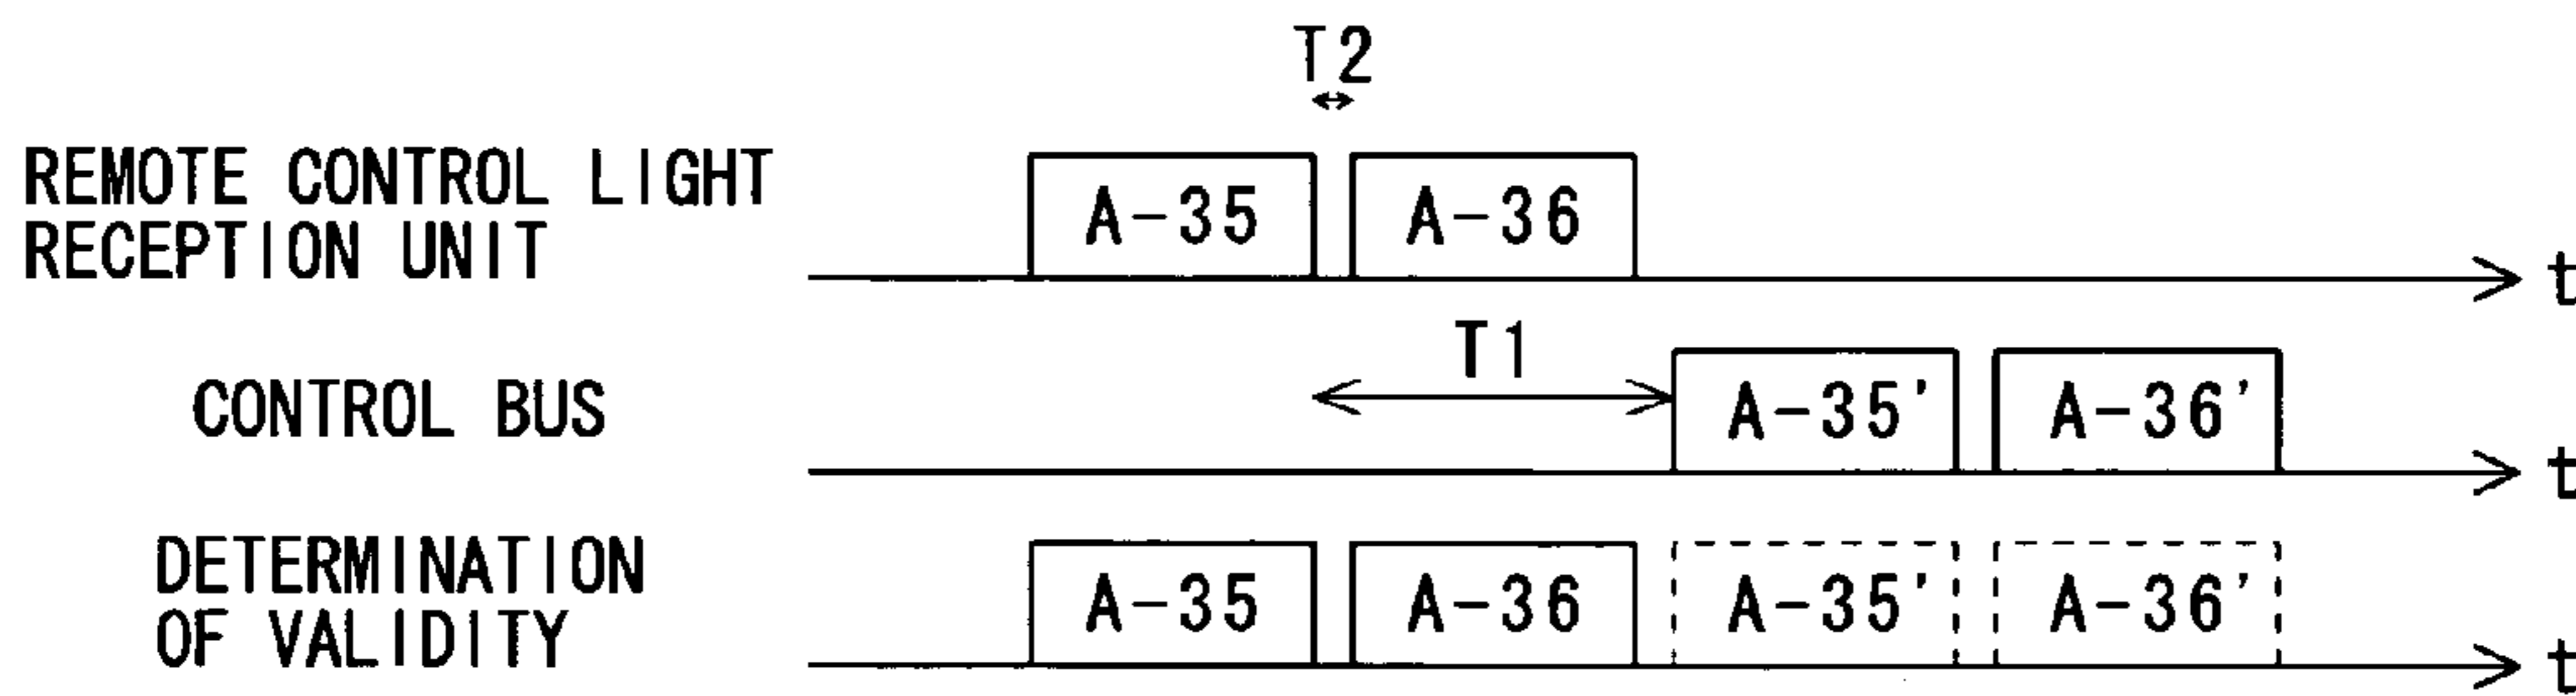 T2
REMOTE CONTROL LIGHT
RECEPTION UNIT
A-35 A-36
t
T1
CONTROL BUS
A-35' A-36'
t
DETERMINATION
OF VALIDITY
A-35 A-36 A-35' A-36'
t